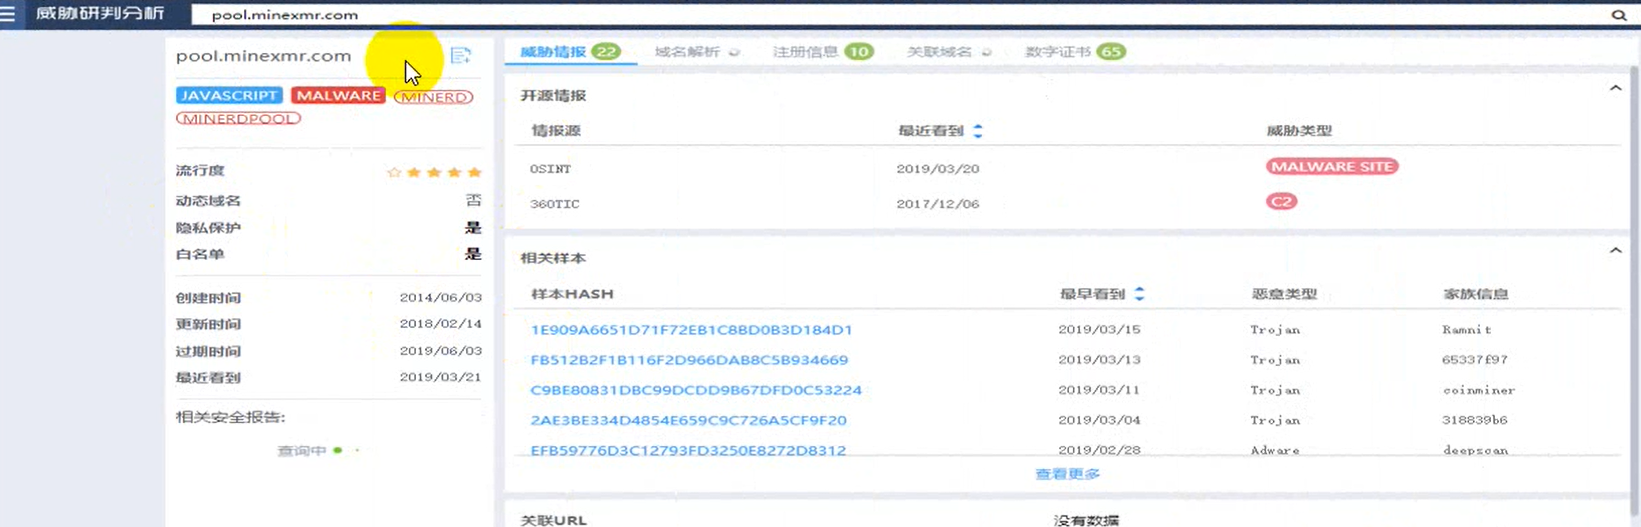 威胁研判分析 pool.minexmr.com
pool.minexmr.com
JAVASCRIPT MALWARE MINERD
MINERDPOOL
流行度
动态域名 否
隐私保护 是
白名单 是
创建时间 2014/06/03
更新时间 2018/02/14
过期时间 2019/06/03
最近看到 2019/03/21
相关安全报告:
查询中
威胁情报 22 域名解析 注册信息 10 关联域名 数字证书 65
开源情报
情报源 最近看到 威胁类型
OSINT 2019/03/20 MALWARE SITE
360TIC 2017/12/06 C2
相关样本
样本HASH 最早看到 恶意类型 家族信息
1E909A6651D71F72EB1C8BD0B3D184D1 2019/03/15 Trojan Ramnit
FB512B2F1B116F2D966DAB8C5B934669 2019/03/13 Trojan 65337f97
C9BE80831DBC99DCDD9B67DFD0C53224 2019/03/11 Trojan coinminer
2AE3BE334D4854E659C9C726A5CF9F20 2019/03/04 Trojan 318839b6
EFB59776D3C12793FD3250E8272D8312 2019/02/28 Adware deepscan
查看更多
关联URL 没有数据